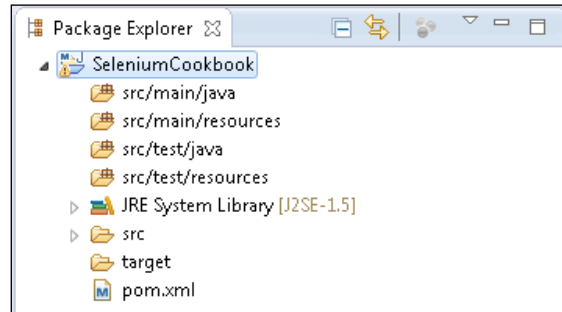 Package Explorer
SeleniumCookbook
src/main/java
src/main/resources
src/test/java
src/test/resources
JRE System Library [J2SE-1.5]
src
target
pom.xml